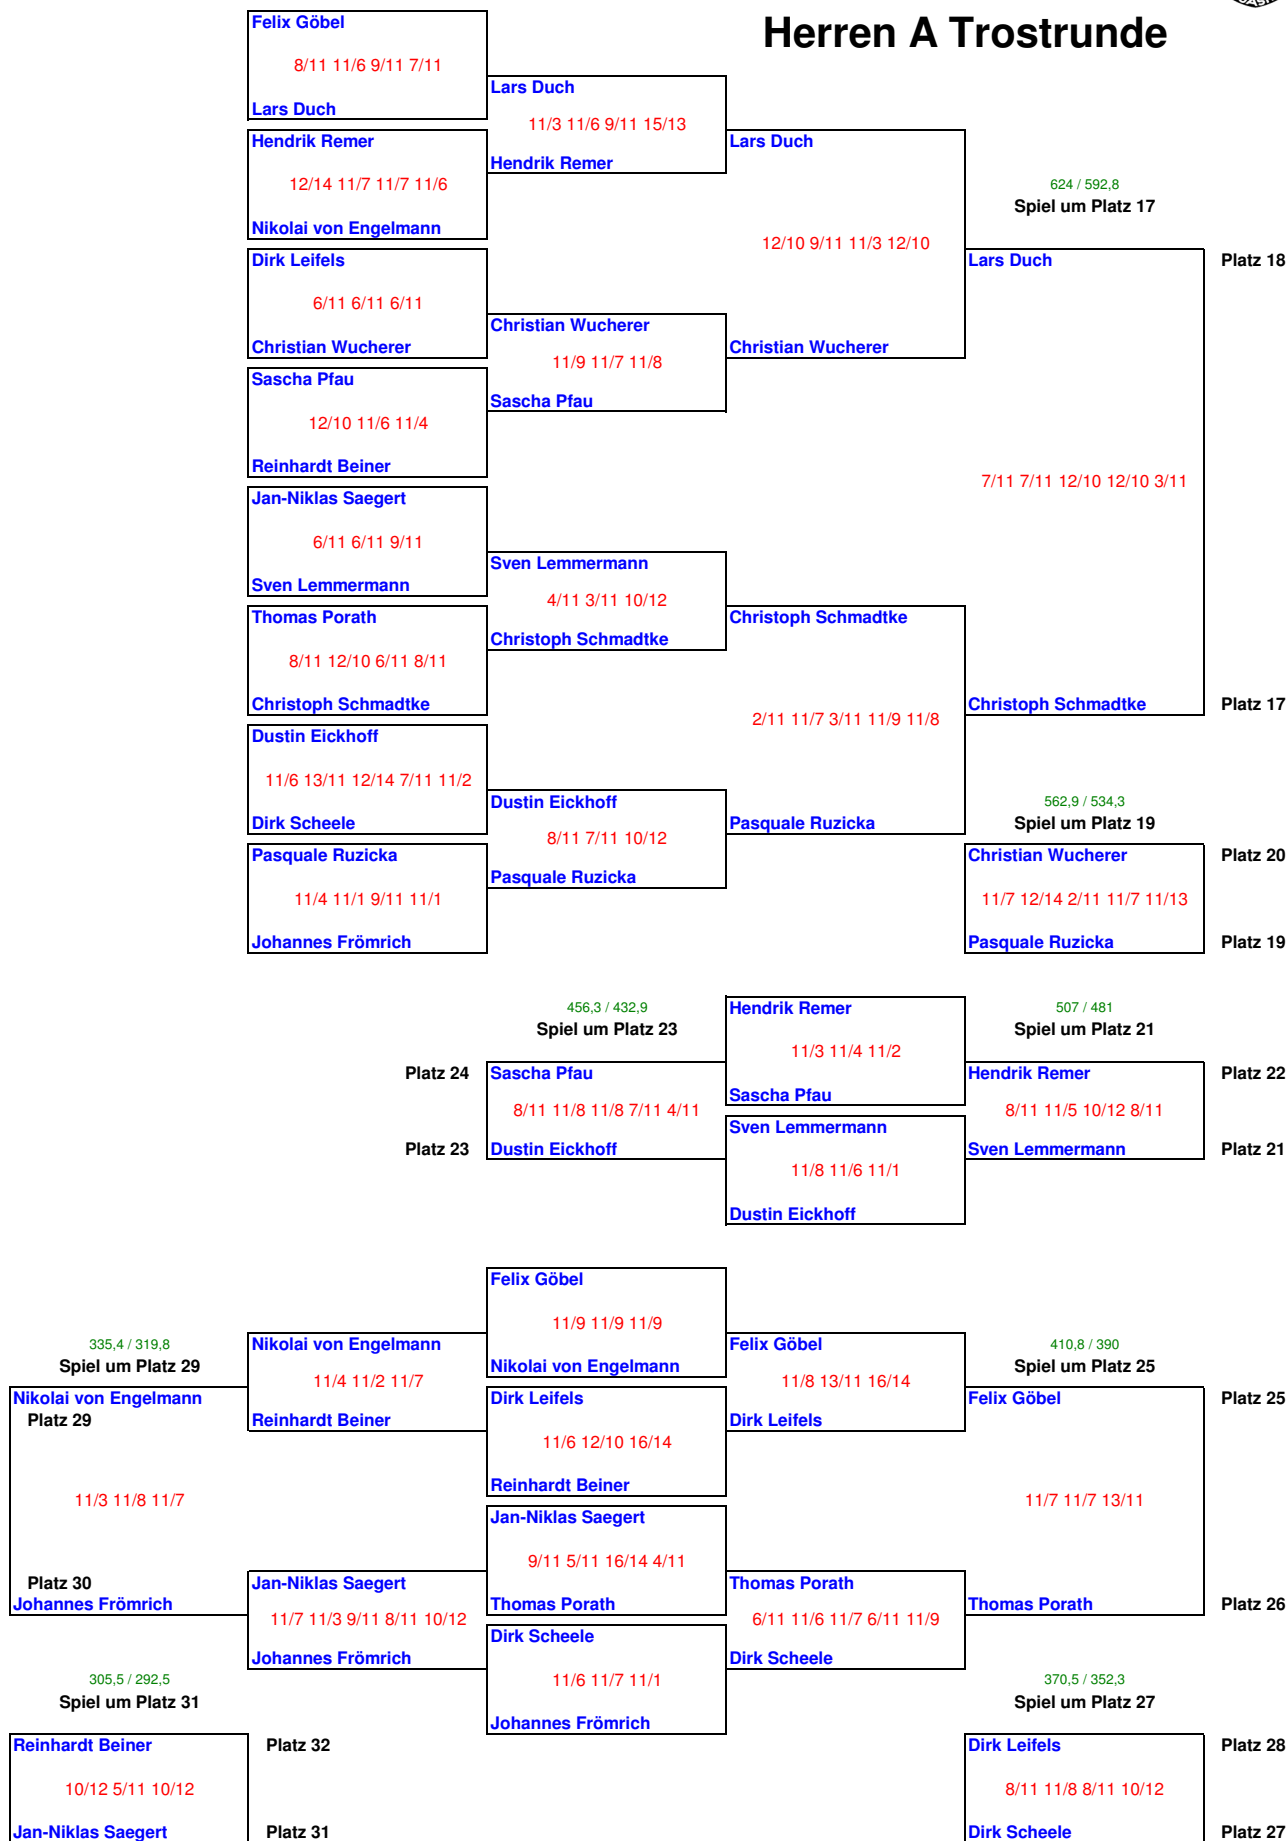 Herren A Trostrunde
Felix Göbel
8/11 11/6 9/11 7/11
Lars Duch
Hendrik Remer
12/14 11/7 11/7 11/6
Nikolai von Engelmann
Dirk Leifels
6/11 6/11 6/11
Christian Wucherer
Sascha Pfau
12/10 11/6 11/4
Reinhardt Beiner
Jan-Niklas Saegert
6/11 6/11 9/11
Sven Lemmermann
Thomas Porath
8/11 12/10 6/11 8/11
Christoph Schmadtke
Dustin Eickhoff
11/6 13/11 12/14 7/11 11/2
Dirk Scheele
Pasquale Ruzicka
11/4 11/1 9/11 11/1
Johannes Frömrich
Lars Duch
11/3 11/6 9/11 15/13
Hendrik Remer
Christian Wucherer
11/9 11/7 11/8
Sascha Pfau
Sven Lemmermann
4/11 3/11 10/12
Christoph Schmadtke
Dustin Eickhoff
8/11 7/11 10/12
Pasquale Ruzicka
Lars Duch
12/10 9/11 11/3 12/10
Christian Wucherer
Christoph Schmadtke
2/11 11/7 3/11 11/9 11/8
Pasquale Ruzicka
624 / 592,8
Spiel um Platz 17
Lars Duch
Platz 18
7/11 7/11 12/10 12/10 3/11
Christoph Schmadtke
Platz 17
562,9 / 534,3
Spiel um Platz 19
Christian Wucherer
Platz 20
11/7 12/14 2/11 11/7 11/13
Pasquale Ruzicka
Platz 19
456,3 / 432,9
Spiel um Platz 23
Platz 24
Sascha Pfau
8/11 11/8 11/8 7/11 4/11
Platz 23
Dustin Eickhoff
Hendrik Remer
11/3 11/4 11/2
Sascha Pfau
Sven Lemmermann
11/8 11/6 11/1
Dustin Eickhoff
507 / 481
Spiel um Platz 21
Hendrik Remer
Platz 22
8/11 11/5 10/12 8/11
Sven Lemmermann
Platz 21
335,4 / 319,8
Spiel um Platz 29
Nikolai von Engelmann
Platz 29
11/3 11/8 11/7
Platz 30
Johannes Frömrich
305,5 / 292,5
Spiel um Platz 31
Reinhardt Beiner
Platz 32
10/12 5/11 10/12
Jan-Niklas Saegert
Platz 31
Nikolai von Engelmann
11/4 11/2 11/7
Reinhardt Beiner
Jan-Niklas Saegert
11/7 11/3 9/11 8/11 10/12
Johannes Frömrich
Felix Göbel
11/9 11/9 11/9
Nikolai von Engelmann
Dirk Leifels
11/6 12/10 16/14
Reinhardt Beiner
Jan-Niklas Saegert
9/11 5/11 16/14 4/11
Thomas Porath
Dirk Scheele
11/6 11/7 11/1
Johannes Frömrich
Felix Göbel
11/8 13/11 16/14
Dirk Leifels
Thomas Porath
6/11 11/6 11/7 6/11 11/9
Dirk Scheele
410,8 / 390
Spiel um Platz 25
Felix Göbel
Platz 25
11/7 11/7 13/11
Thomas Porath
Platz 26
370,5 / 352,3
Spiel um Platz 27
Dirk Leifels
Platz 28
8/11 11/8 8/11 10/12
Dirk Scheele
Platz 27